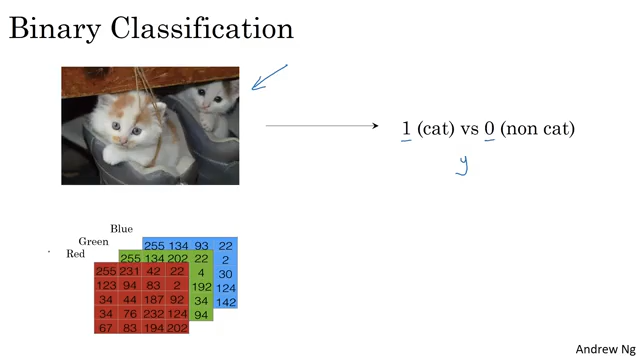 Binary Classification
1 (cat) vs 0 (non cat)
y
Blue
Green
Red
255 134 93 22
255 134 202 22 2
255 231 42 22 4 30
123 94 83 2 192 124
34 44 187 92 34 142
34 76 232 124 94
67 83 194 202
Andrew Ng